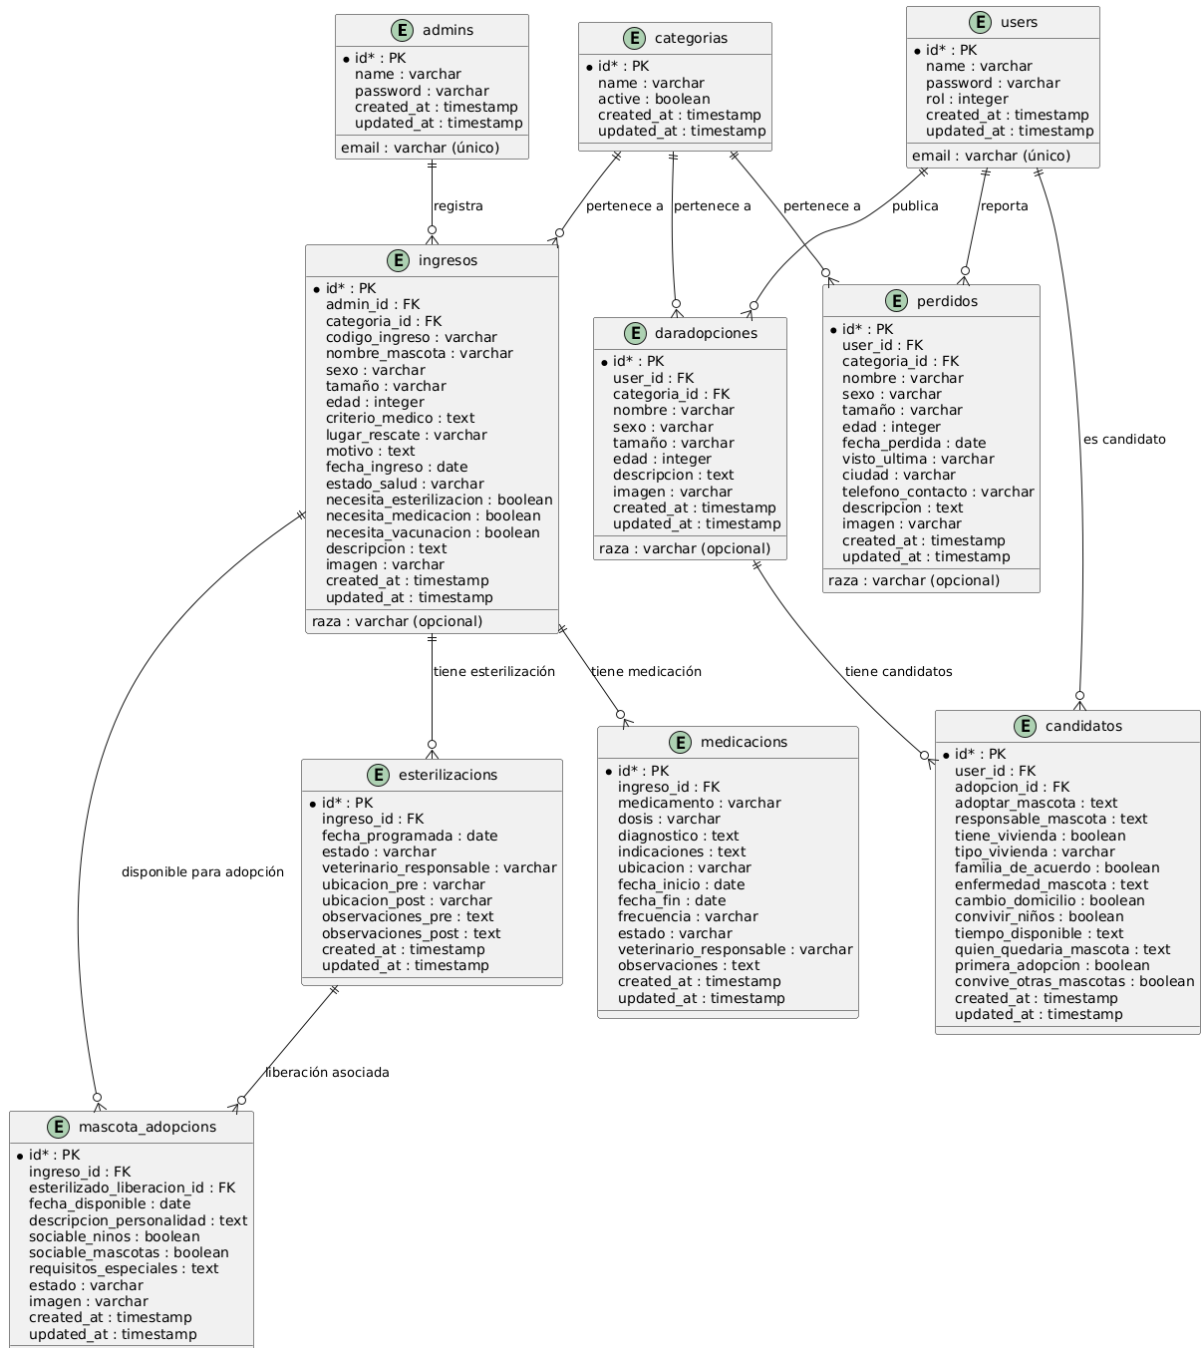 E admins
id* : PK
name : varchar
password : varchar
created_at : timestamp
updated_at : timestamp
email : varchar (único)
E categorias
id* : PK
name : varchar
active : boolean
created_at : timestamp
updated_at : timestamp
E users
id* : PK
name : varchar
password : varchar
rol : integer
created_at : timestamp
updated_at : timestamp
email : varchar (único)
registra
pertenece a
pertenece a
pertenece a
publica
reporta
E ingresos
id* : PK
admin_id : FK
categoria_id : FK
codigo_ingreso : varchar
nombre_mascota : varchar
sexo : varchar
tamaño : varchar
edad : integer
criterio_medico : text
lugar_rescate : varchar
motivo : text
fecha_ingreso : date
estado_salud : varchar
necesita_esterilizacion : boolean
necesita_medicacion : boolean
necesita_vacunacion : boolean
descripcion : text
imagen : varchar
created_at : timestamp
updated_at : timestamp
raza : varchar (opcional)
E daradopciones
id* : PK
user_id : FK
categoria_id : FK
nombre : varchar
sexo : varchar
tamaño : varchar
edad : integer
descripcion : text
imagen : varchar
created_at : timestamp
updated_at : timestamp
raza : varchar (opcional)
E perdidos
id* : PK
user_id : FK
categoria_id : FK
nombre : varchar
sexo : varchar
tamaño : varchar
edad : integer
fecha_perdida : date
visto_ultima : varchar
ciudad : varchar
telefono_contacto : varchar
descripcion : text
imagen : varchar
created_at : timestamp
updated_at : timestamp
raza : varchar (opcional)
es candidato
tiene esterilización
tiene medicación
tiene candidatos
disponible para adopción
E esterilizacions
id* : PK
ingreso_id : FK
fecha_programada : date
estado : varchar
veterinario_responsable : varchar
ubicacion_pre : varchar
ubicacion_post : varchar
observaciones_pre : text
observaciones_post : text
created_at : timestamp
updated_at : timestamp
E medicacions
id* : PK
ingreso_id : FK
medicamento : varchar
dosis : varchar
diagnostico : text
indicaciones : text
ubicacion : varchar
fecha_inicio : date
fecha_fin : date
frecuencia : varchar
estado : varchar
veterinario_responsable : varchar
observaciones : text
created_at : timestamp
updated_at : timestamp
E candidatos
id* : PK
user_id : FK
adopcion_id : FK
adoptar_mascota : text
responsable_mascota : text
tiene_vivienda : boolean
tipo_vivienda : varchar
familia_de_acuerdo : boolean
enfermedad_mascota : text
cambio_domicilio : boolean
convivir_niños : boolean
tiempo_disponible : text
quien_quedaria_mascota : text
primera_adopcion : boolean
convive_otras_mascotas : boolean
created_at : timestamp
updated_at : timestamp
liberación asociada
E mascota_adopcions
id* : PK
ingreso_id : FK
esterilizado_liberacion_id : FK
fecha_disponible : date
descripcion_personalidad : text
sociable_ninos : boolean
sociable_mascotas : boolean
requisitos_especiales : text
estado : varchar
imagen : varchar
created_at : timestamp
updated_at : timestamp